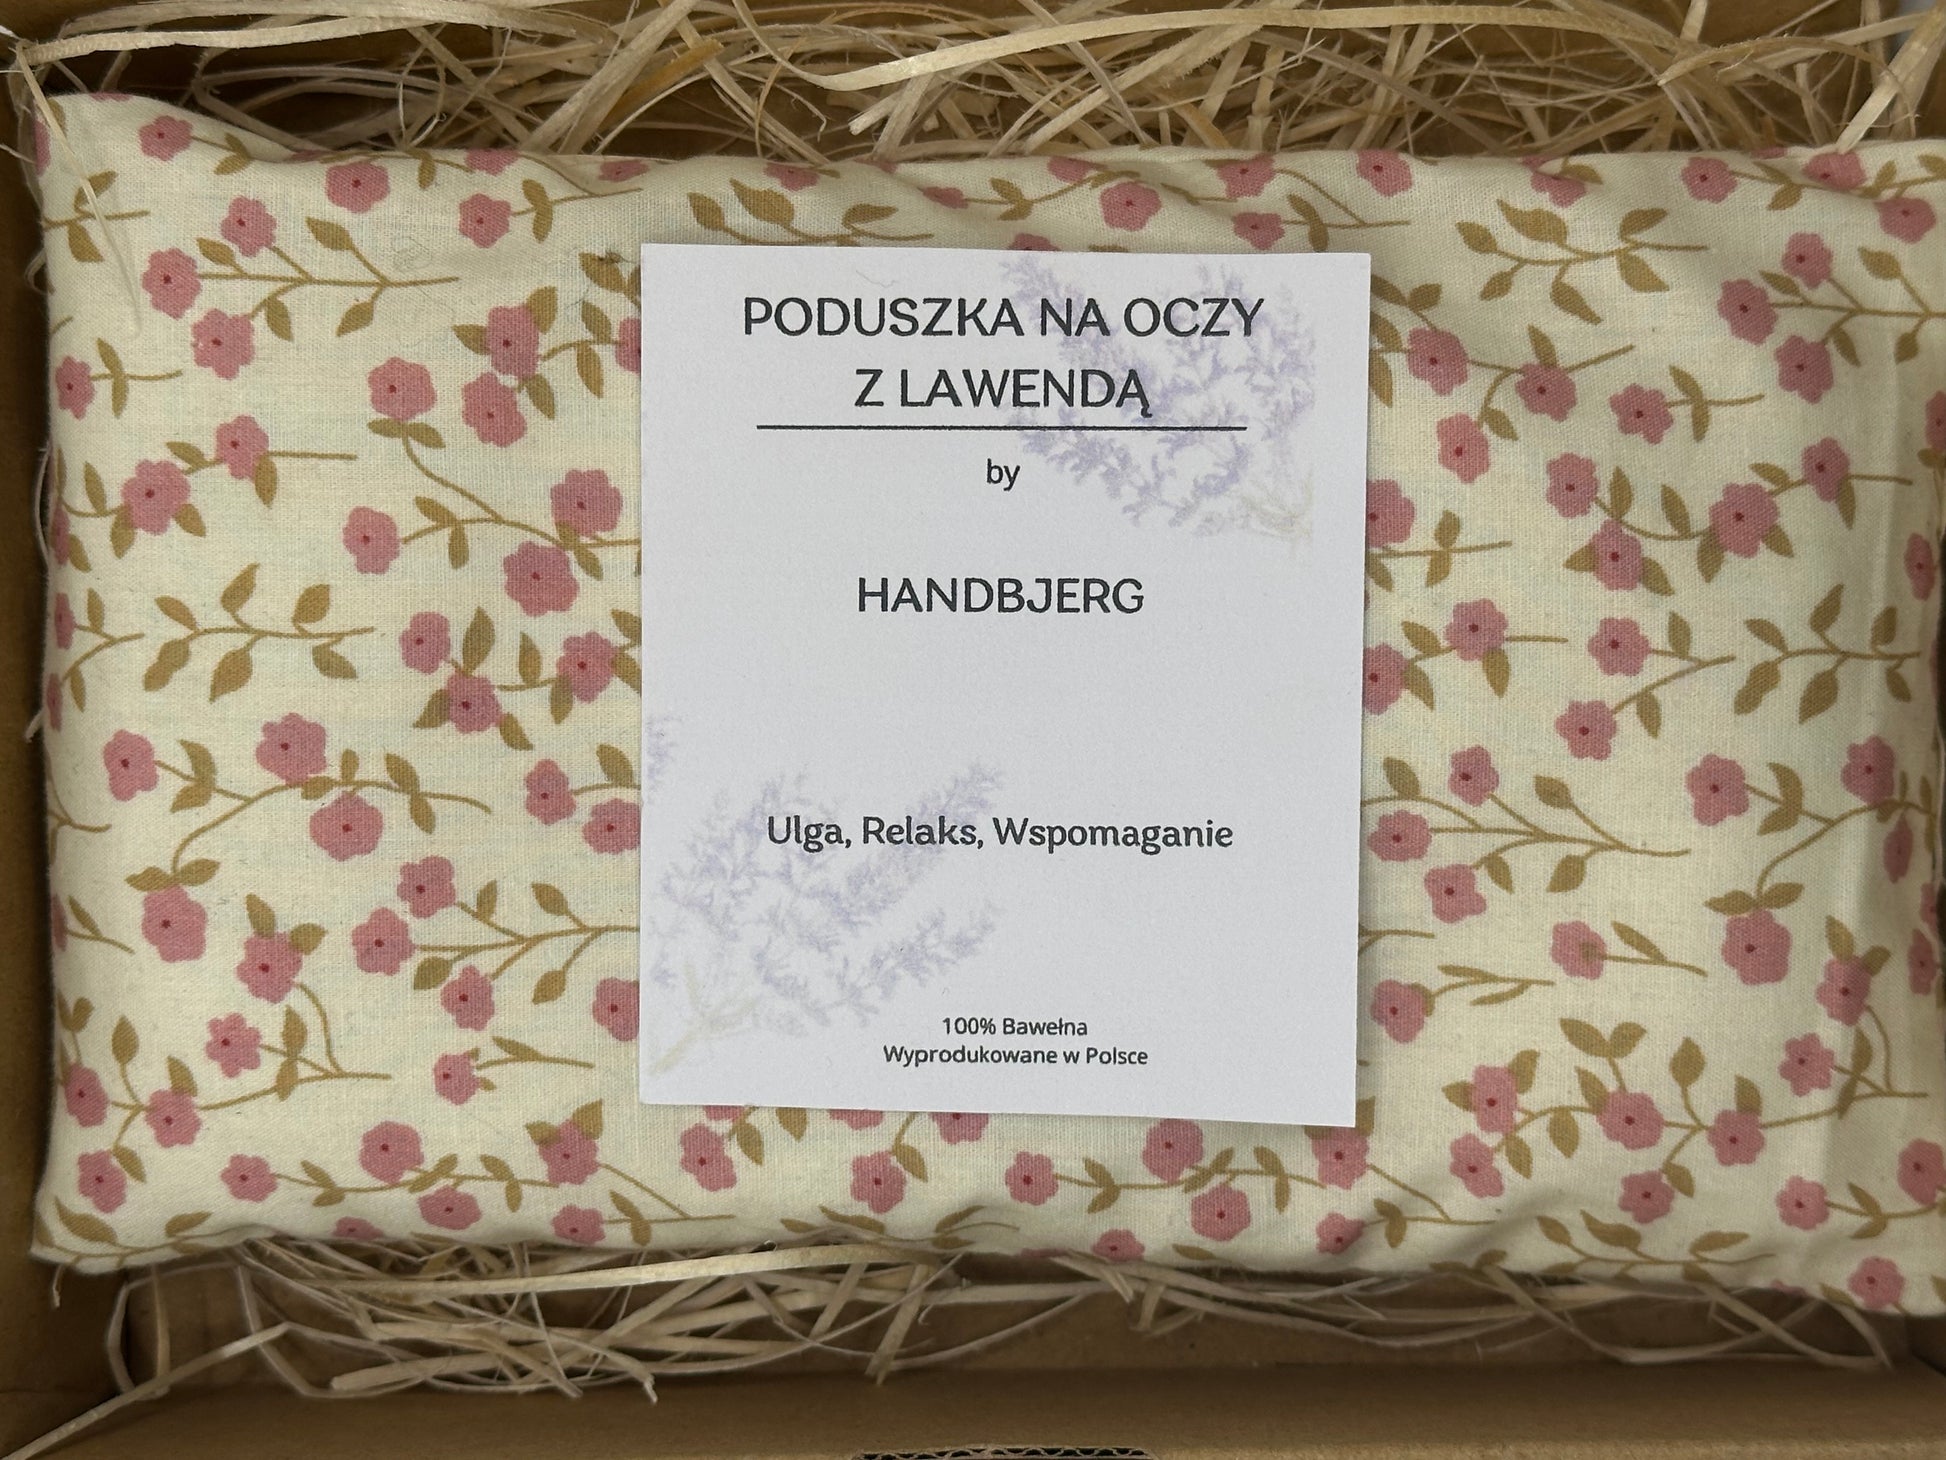 PODUSZKA NA OCZY
Z LAWENDĄ
by
HANDBJERG
Ulga, Relaks, Wspomaganie
100% Bawełna
Wyprodukowane w Polsce